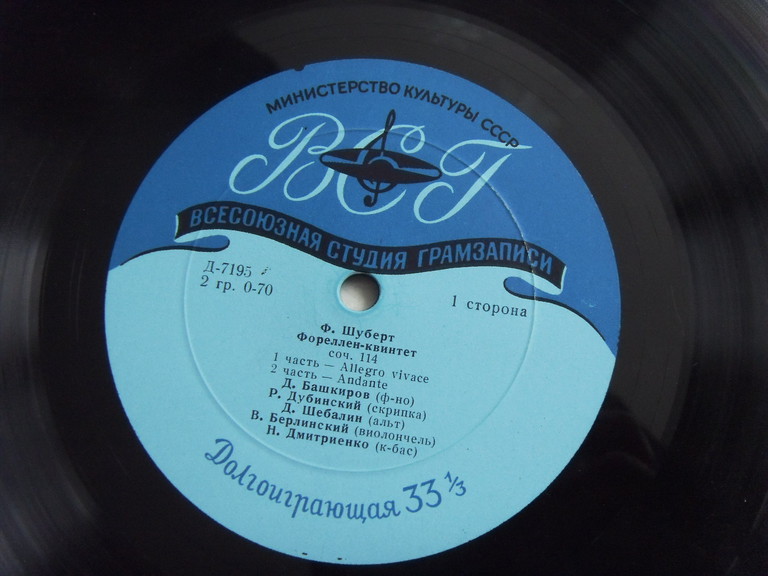 МИНИСТЕРСТВО КУЛЬТУРЫ СССР
ВСГ
ВСЕСОЮЗНАЯ СТУДИЯ ГРАМЗАПИСИ
Д-7195
2 гр. 0-70
1 сторона
Ф. Шуберт
Фореллен-квинтет
соч. 114
1 часть — Allegro vivace
2 часть — Andante
Д. Башкиров (ф-но)
Р. Дубинский (скрипка)
Д. Шебалин (альт)
В. Берлинский (виолончель)
Н. Дмитриенко (к-бас)
Долгоиграющая 33 1/3